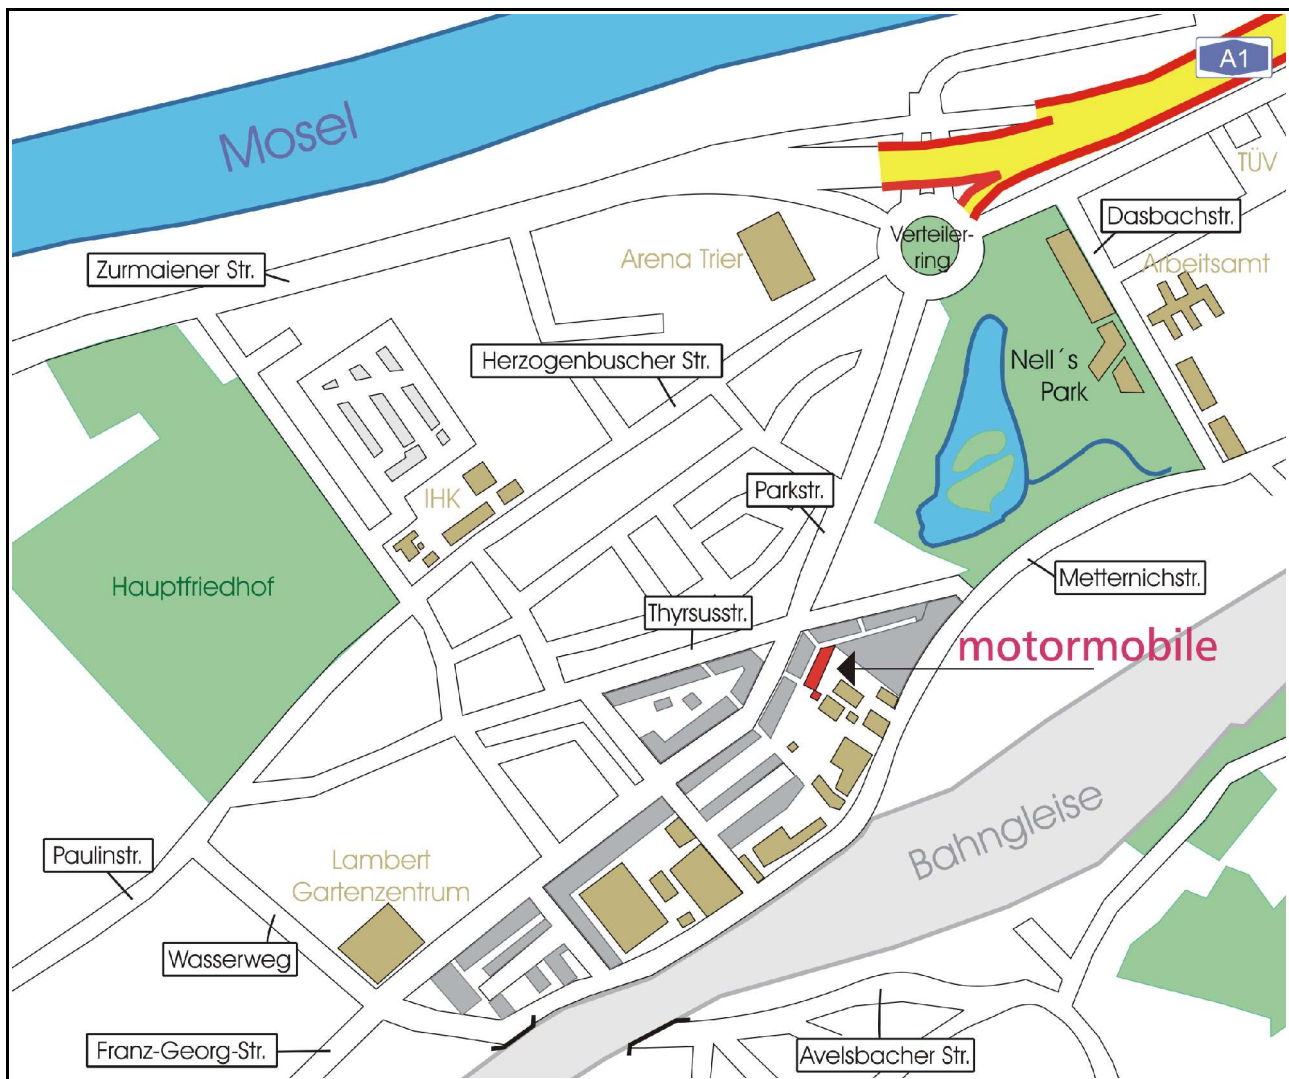 A1
Mosel
TÜV
Dasbachstr.
Verteiler-
ring
Arena Trier
Arbeitsamt
Zurmaiener Str.
Herzogenbuscher Str.
Nell´s
Park
IHK
Parkstr.
Hauptfriedhof
Metternichstr.
Thyrsusstr.
motormobile
Bahngleise
Paulinstr.
Lambert
Gartenzentrum
Wasserweg
Franz-Georg-Str.
Avelsbacher Str.